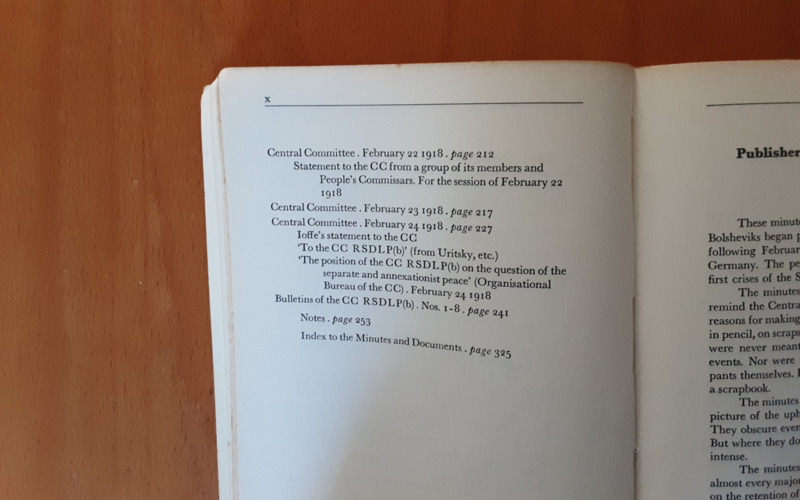 x
Central Committee . February 22 1918 . page 212
Statement to the CC from a group of its members and
People's Commissars. For the session of February 22
1918
Central Committee . February 23 1918 . page 217
Central Committee . February 24 1918 . page 227
Ioffe's statement to the CC
'To the CC RSDLP(b)' (from Uritsky, etc.)
'The position of the CC RSDLP(b) on the question of the
separate and annexationist peace' (Organisational
Bureau of the CC) . February 24 1918
Bulletins of the CC RSDLP(b) . Nos. 1-8 . page 241
Notes . page 253
Index to the Minutes and Documents . page 325
Publisher
These minut
Bolsheviks began p
following Februar
Germany. The pe
first crises of the S
The minutes
remind the Centra
reasons for making
in pencil, on scraps
were never meant
events. Nor were
pants themselves.
a scrapbook.
The minutes
picture of the uph
They obscure ever
But where they do
intense.
The minutes
almost every major
on the retention of